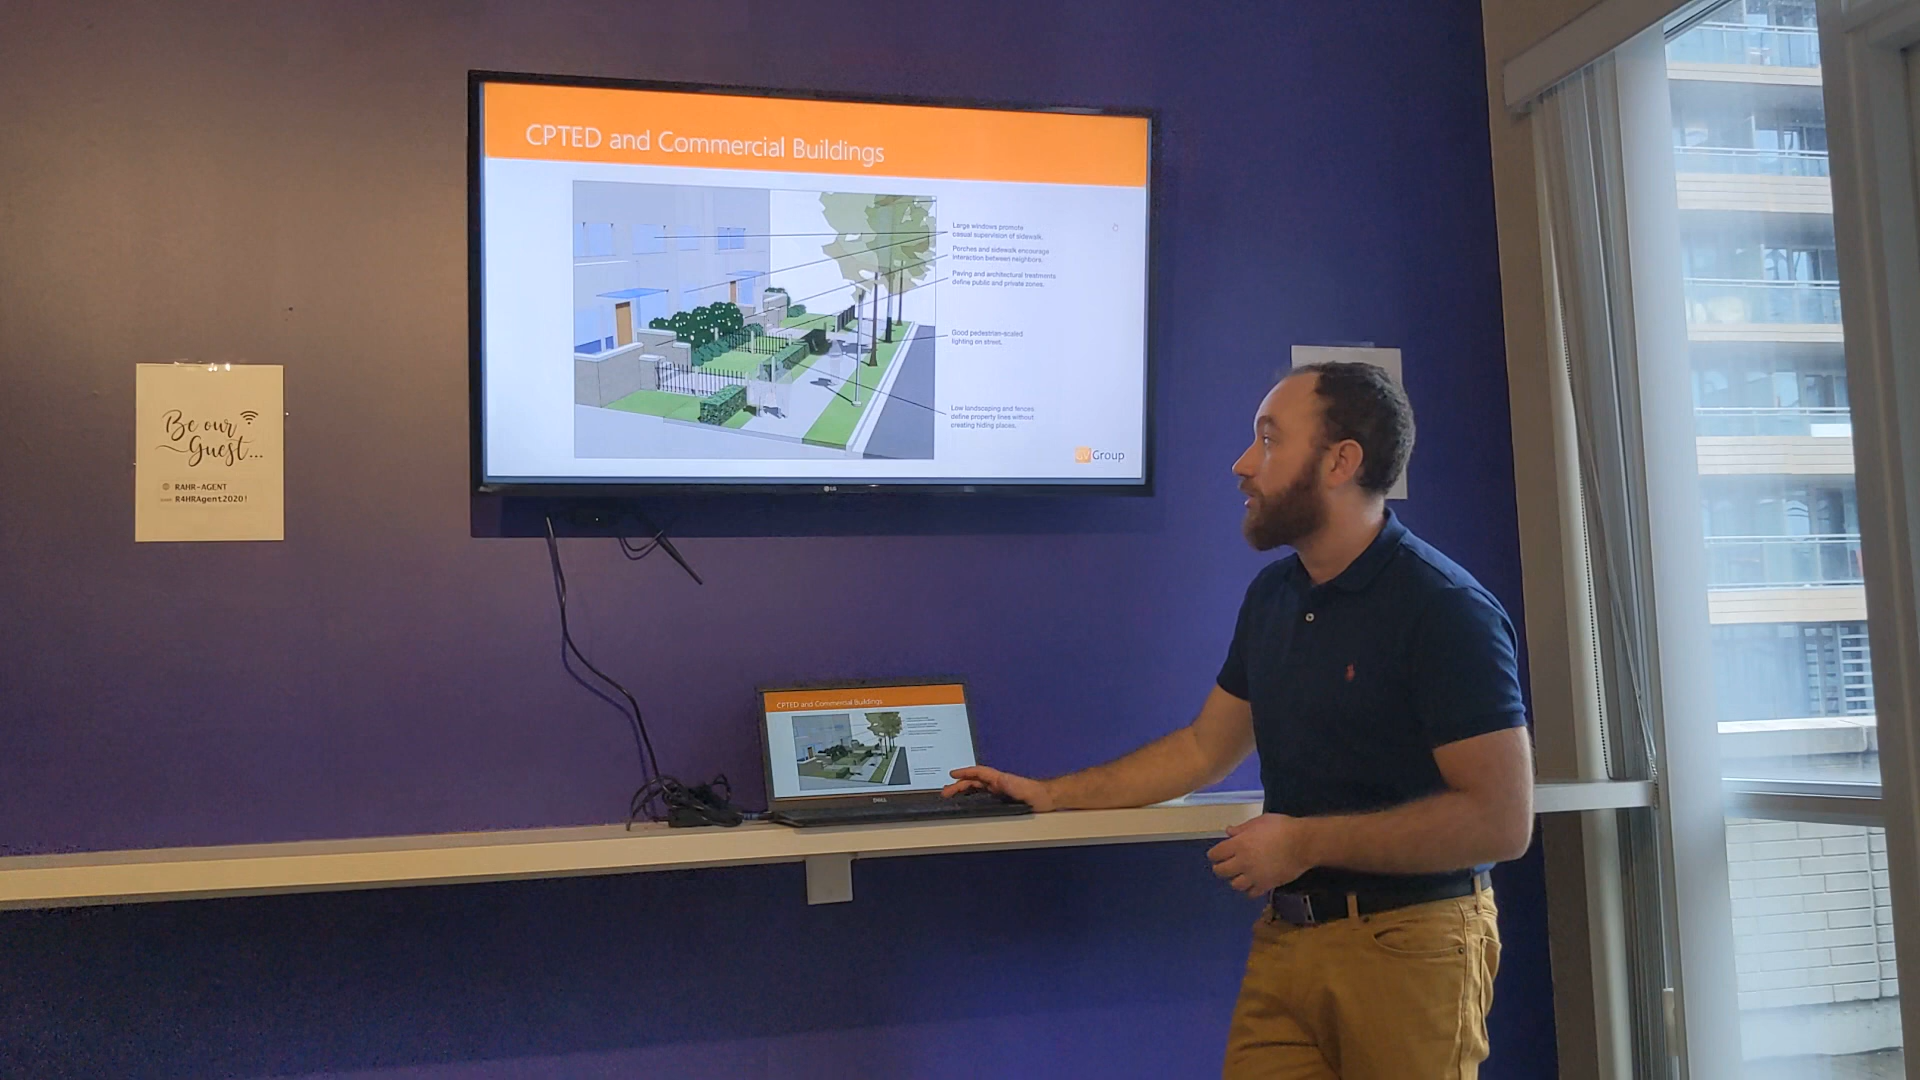 CPTED and Commercial Buildings
Large windows promote
casual supervision of sidewalk.
Porches and sidewalk encourage
interaction between neighbors.
Paving and architectural treatments
define public and private zones.
Good pedestrian-scaled
lighting on street.
Low landscaping and fences
define property lines without
creating hiding places.
GV Group
LG
Be our
Guest...
RAHR-AGENT
R4HRAgent2020!
CPTED and Commercial Buildings
DELL